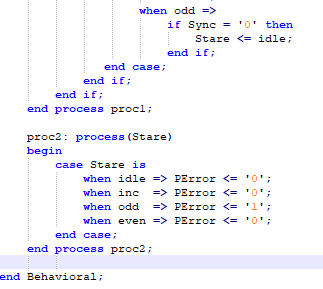 when odd =>
if Sync = '0' then
Stare <= idle;
end if;
end case;
end if;
end if;
end process proc1;
proc2: process(Stare)
begin
case Stare is
when idle => PError <= '0';
when inc => PError <= '0';
when odd => PError <= '1';
when even => PError <= '0';
end case;
end process proc2;
end Behavioral;